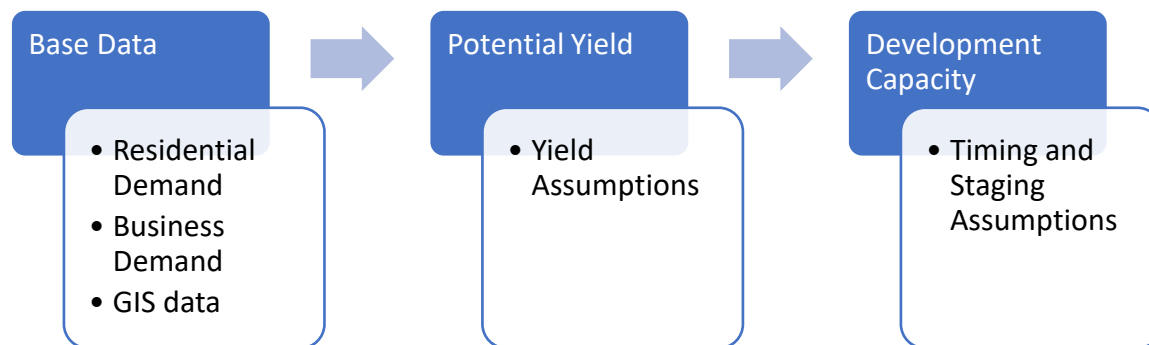 Base Data
• Residential
Demand
• Business
Demand
• GIS data
Potential Yield
• Yield
Assumptions
Development
Capacity
• Timing and
Staging
Assumptions